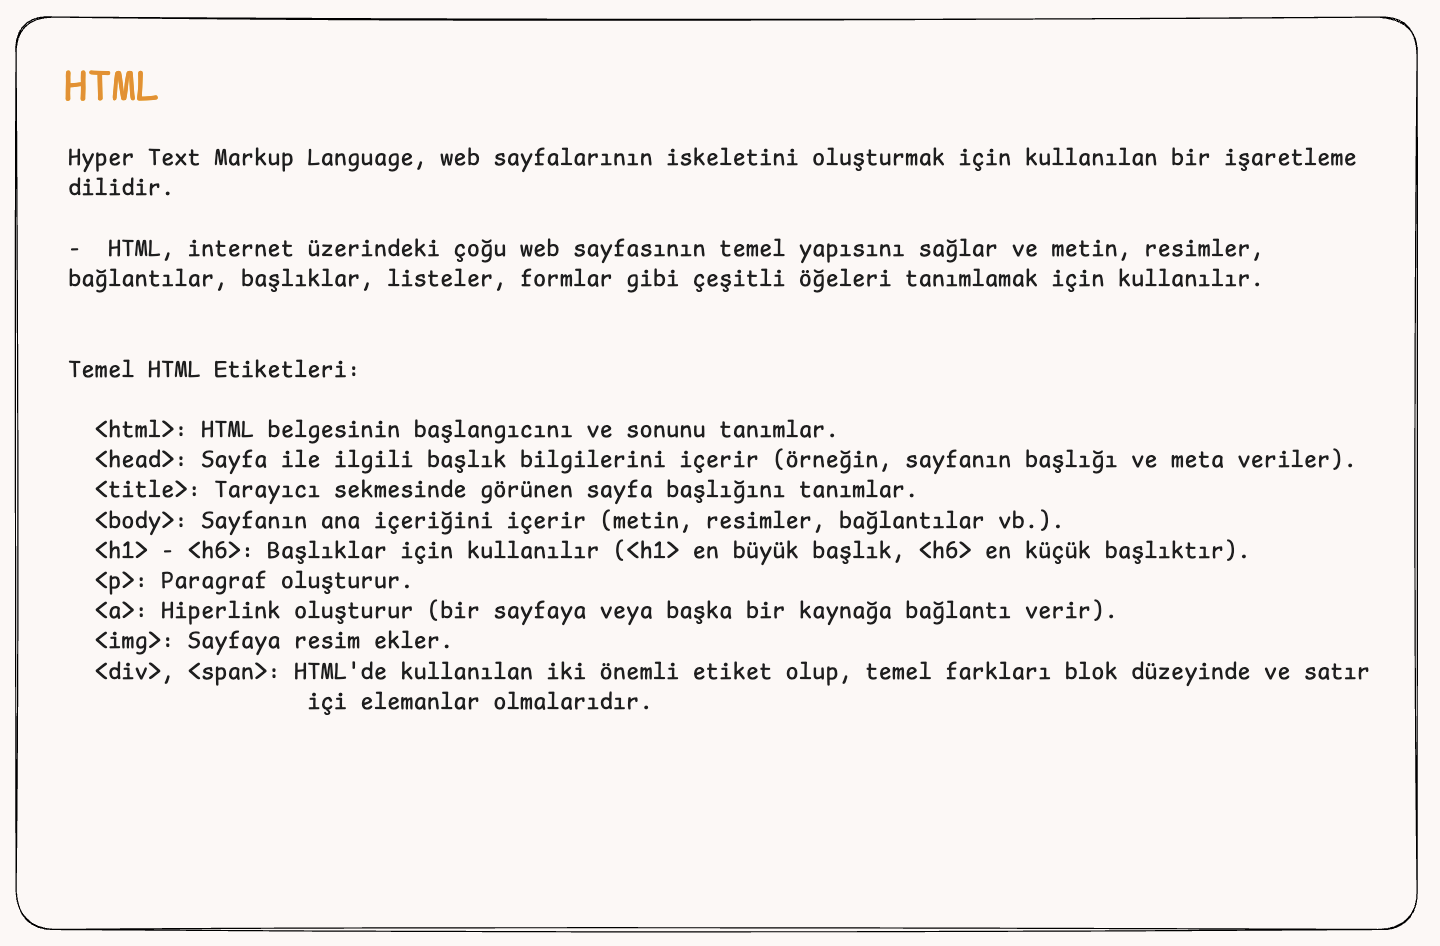 HTML
Hyper Text Markup Language, web sayfalarının iskeletini oluşturmak için kullanılan bir işaretleme
dilidir.
-  HTML, internet üzerindeki çoğu web sayfasının temel yapısını sağlar ve metin, resimler,
bağlantılar, başlıklar, listeler, formlar gibi çeşitli öğeleri tanımlamak için kullanılır.
Temel HTML Etiketleri:
<html>: HTML belgesinin başlangıcını ve sonunu tanımlar.
<head>: Sayfa ile ilgili başlık bilgilerini içerir (örneğin, sayfanın başlığı ve meta veriler).
<title>: Tarayıcı sekmesinde görünen sayfa başlığını tanımlar.
<body>: Sayfanın ana içeriğini içerir (metin, resimler, bağlantılar vb.).
<h1> - <h6>: Başlıklar için kullanılır (<h1> en büyük başlık, <h6> en küçük başlıktır).
<p>: Paragraf oluşturur.
<a>: Hiperlink oluşturur (bir sayfaya veya başka bir kaynağa bağlantı verir).
<img>: Sayfaya resim ekler.
<div>, <span>: HTML'de kullanılan iki önemli etiket olup, temel farkları blok düzeyinde ve satır
içi elemanlar olmalarıdır.